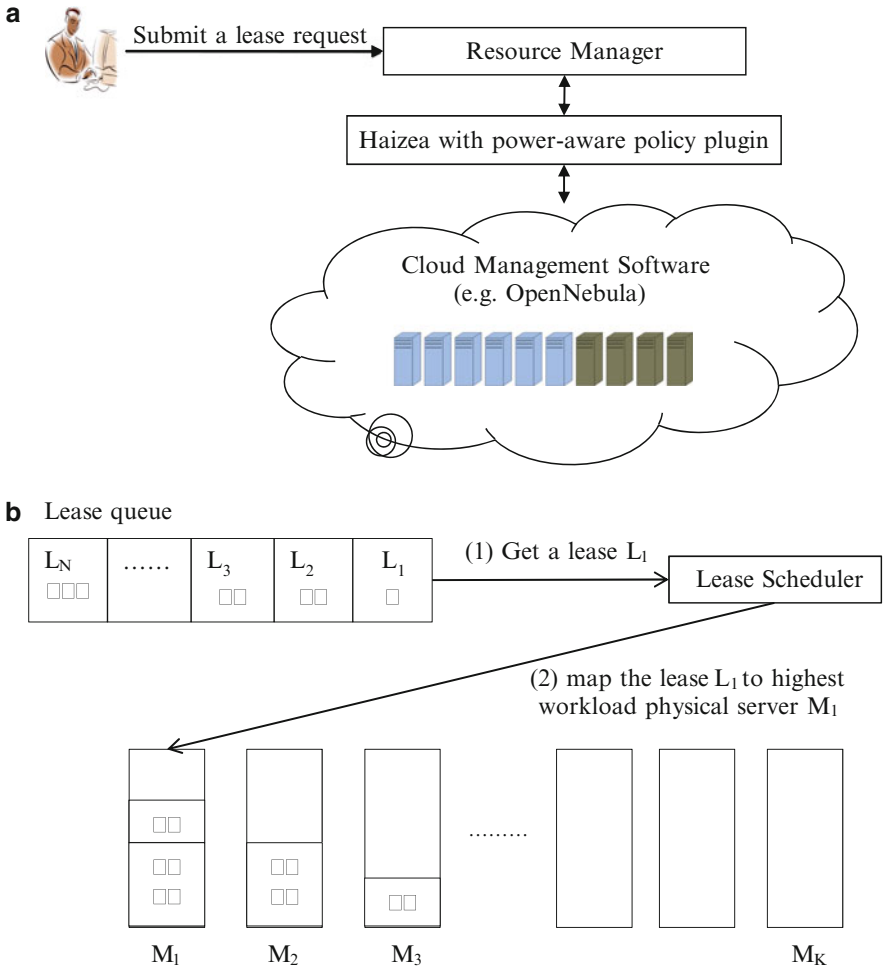 a
Submit a lease request
Resource Manager
Haizea with power-aware policy plugin
Cloud Management Software
(e.g. OpenNebula)
b Lease queue
L_N ...... L_3 L_2 L_1
(1) Get a lease L_1
Lease Scheduler
(2) map the lease L_1 to highest
workload physical server M_1
.........
M_1 M_2 M_3 M_K